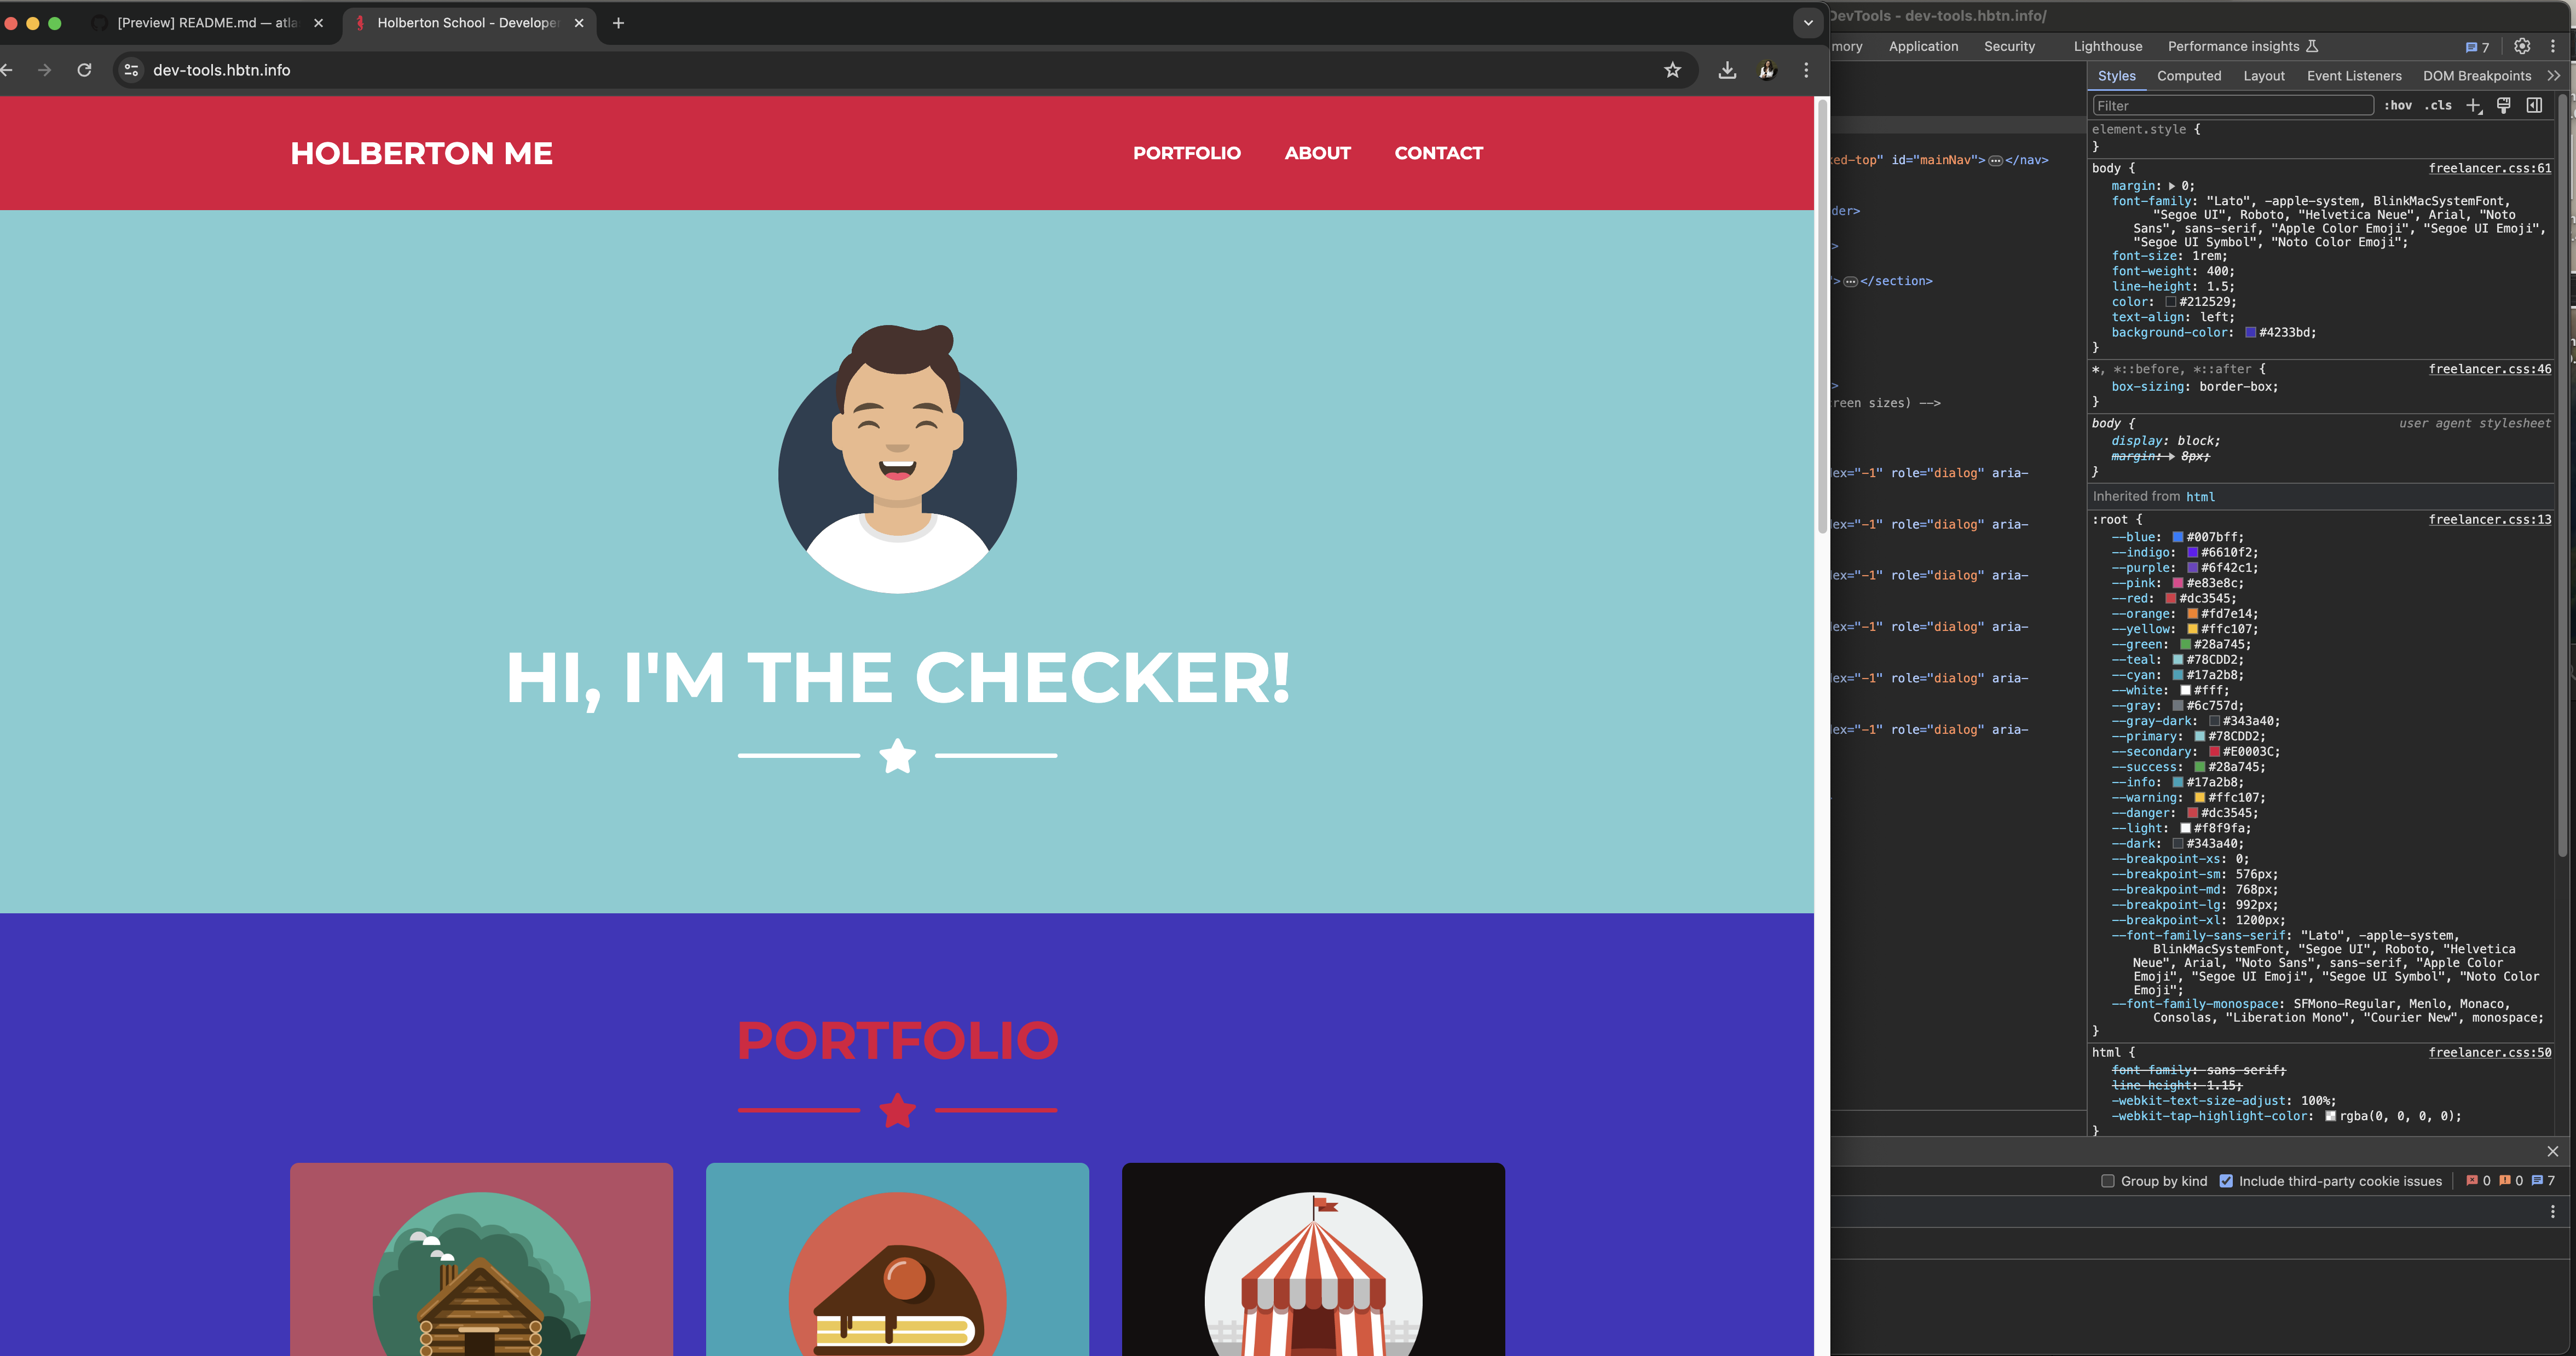 [Preview] README.md — atla
Holberton School - Develope
dev-tools.hbtn.info
HOLBERTON ME
PORTFOLIO
ABOUT
CONTACT
HI, I'M THE CHECKER!
PORTFOLIO
DevTools - dev-tools.hbtn.info/
mory Application Security Lighthouse Performance insights 7
ked-top" id="mainNav"> ⋯ </nav>
der>
>
"> ⋯ </section>
>
reen sizes) -->
dex="-1" role="dialog" aria-
dex="-1" role="dialog" aria-
dex="-1" role="dialog" aria-
dex="-1" role="dialog" aria-
dex="-1" role="dialog" aria-
dex="-1" role="dialog" aria-
Styles Computed Layout Event Listeners DOM Breakpoints
Filter :hov .cls
element.style {
}
body { freelancer.css:61
margin: ▶ 0;
font-family: "Lato", -apple-system, BlinkMacSystemFont,
"Segoe UI", Roboto, "Helvetica Neue", Arial, "Noto
Sans", sans-serif, "Apple Color Emoji", "Segoe UI Emoji",
"Segoe UI Symbol", "Noto Color Emoji";
font-size: 1rem;
font-weight: 400;
line-height: 1.5;
color: #212529;
text-align: left;
background-color: #4233bd;
}
*, *::before, *::after { freelancer.css:46
box-sizing: border-box;
}
body { user agent stylesheet
display: block;
margin: ▶ 8px;
}
Inherited from html
:root { freelancer.css:13
--blue: #007bff;
--indigo: #6610f2;
--purple: #6f42c1;
--pink: #e83e8c;
--red: #dc3545;
--orange: #fd7e14;
--yellow: #ffc107;
--green: #28a745;
--teal: #78CDD2;
--cyan: #17a2b8;
--white: #fff;
--gray: #6c757d;
--gray-dark: #343a40;
--primary: #78CDD2;
--secondary: #E0003C;
--success: #28a745;
--info: #17a2b8;
--warning: #ffc107;
--danger: #dc3545;
--light: #f8f9fa;
--dark: #343a40;
--breakpoint-xs: 0;
--breakpoint-sm: 576px;
--breakpoint-md: 768px;
--breakpoint-lg: 992px;
--breakpoint-xl: 1200px;
--font-family-sans-serif: "Lato", -apple-system,
BlinkMacSystemFont, "Segoe UI", Roboto, "Helvetica
Neue", Arial, "Noto Sans", sans-serif, "Apple Color
Emoji", "Segoe UI Emoji", "Segoe UI Symbol", "Noto Color
Emoji";
--font-family-monospace: SFMono-Regular, Menlo, Monaco,
Consolas, "Liberation Mono", "Courier New", monospace;
}
html { freelancer.css:50
font-family: sans-serif;
line-height: 1.15;
-webkit-text-size-adjust: 100%;
-webkit-tap-highlight-color: rgba(0, 0, 0, 0);
}
Group by kind Include third-party cookie issues 0 0 7